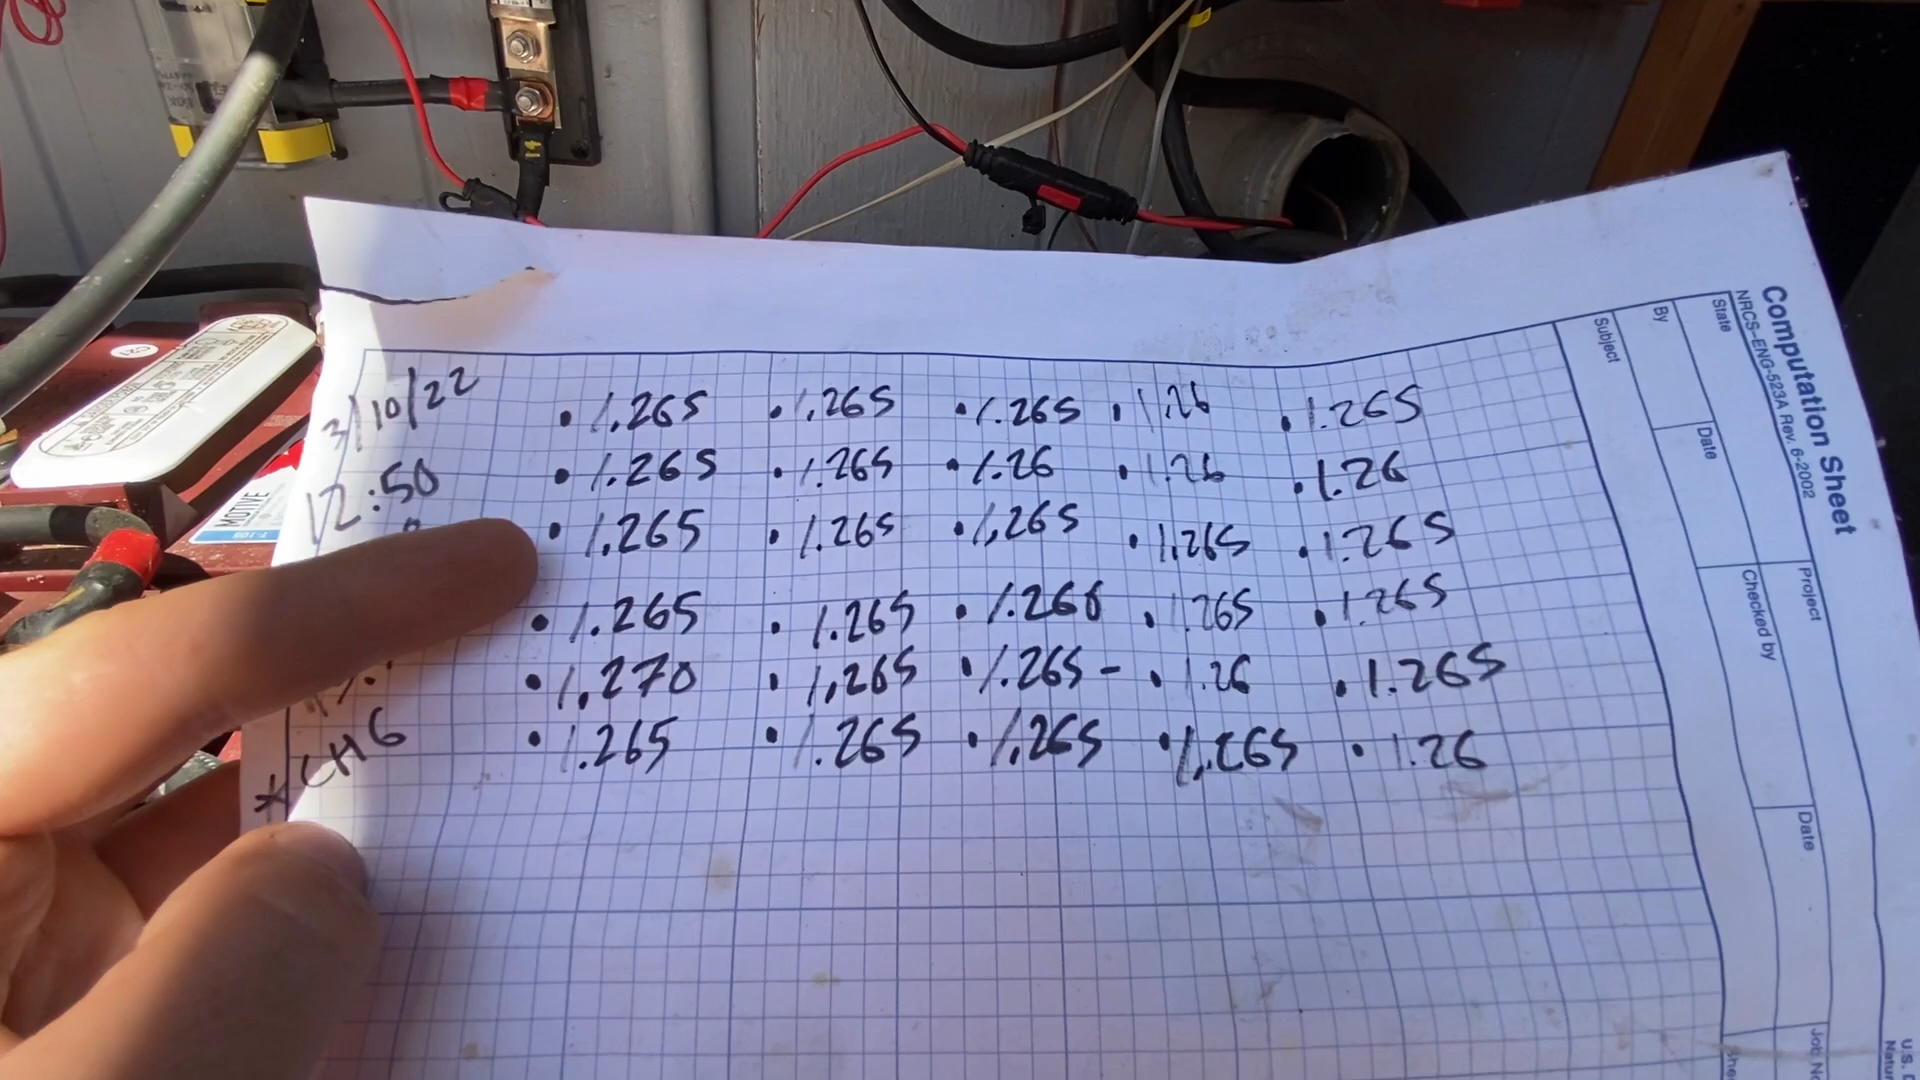 3/10/22 • 1.265 • 1.265 • 1.265 • 1.26 • 1.265
12:50 • 1.265 • 1.265 • 1.26 • 1.26 • 1.26
• 1.265 • 1.265 • 1.265 • 1.265 • 1.265
• 1.265 • 1.265 • 1.266 • 1.265 • 1.265
• 1.270 • 1.265 • 1.265- • 1.26 • 1.265
*CH6 • 1.265 • 1.265 • 1.265 • 1.265 • 1.26
Computation Sheet
NRCS-ENG-523A Rev. 6-2002
State
Project
By
Date
Checked by
Date
Job
Subject
MOTIVE